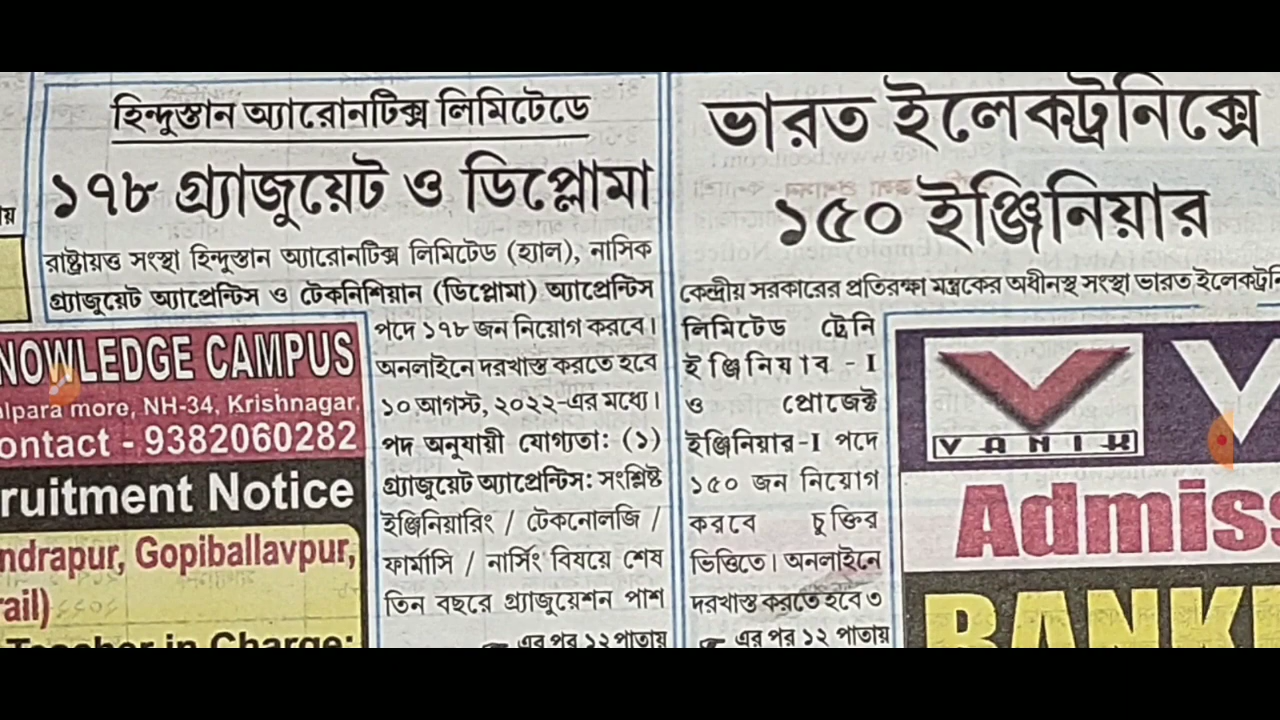 হিন্দুস্তান অ্যারোনটিক্স লিমিটেডে
১৭৮ গ্র্যাজুয়েট ও ডিপ্লোমা
রাষ্ট্রায়ত্ত সংস্থা হিন্দুস্তান অ্যারোনটিক্স লিমিটেড (হ্যাল), নাসিক
গ্র্যাজুয়েট অ্যাপ্রেন্টিস ও টেকনিশিয়ান (ডিপ্লোমা) অ্যাপ্রেন্টিস
পদে ১৭৮ জন নিয়োগ করবে।
অনলাইনে দরখাস্ত করতে হবে
১০ আগস্ট, ২০২২-এর মধ্যে।
পদ অনুযায়ী যোগ্যতা: (১)
গ্র্যাজুয়েট অ্যাপ্রেন্টিস: সংশ্লিষ্ট
ইঞ্জিনিয়ারিং / টেকনোলজি /
ফার্মাসি / নার্সিং বিষয়ে শেষ
তিন বছরে গ্র্যাজুয়েশন পাশ
এর পর ১২ পাতায়
ভারত ইলেকট্রনিক্সে
১৫০ ইঞ্জিনিয়ার
কেন্দ্রীয় সরকারের প্রতিরক্ষা মন্ত্রকের অধীনস্থ সংস্থা ভারত ইলেকট্রনি
লিমিটেড ট্রেনি
ইঞ্জিনিয়ার - I
ও প্রোজেক্ট
ইঞ্জিনিয়ার-I পদে
১৫০ জন নিয়োগ
করবে চুক্তির
ভিত্তিতে। অনলাইনে
দরখাস্ত করতে হবে ৩
এর পর ১২ পাতায়
NOWLEDGE CAMPUS
alpara more, NH-34, Krishnagar,
ontact - 9382060282
ruitment Notice
ndrapur, Gopiballavpur,
rail)
Teacher in Charge:
VANIK
Admiss
BANK